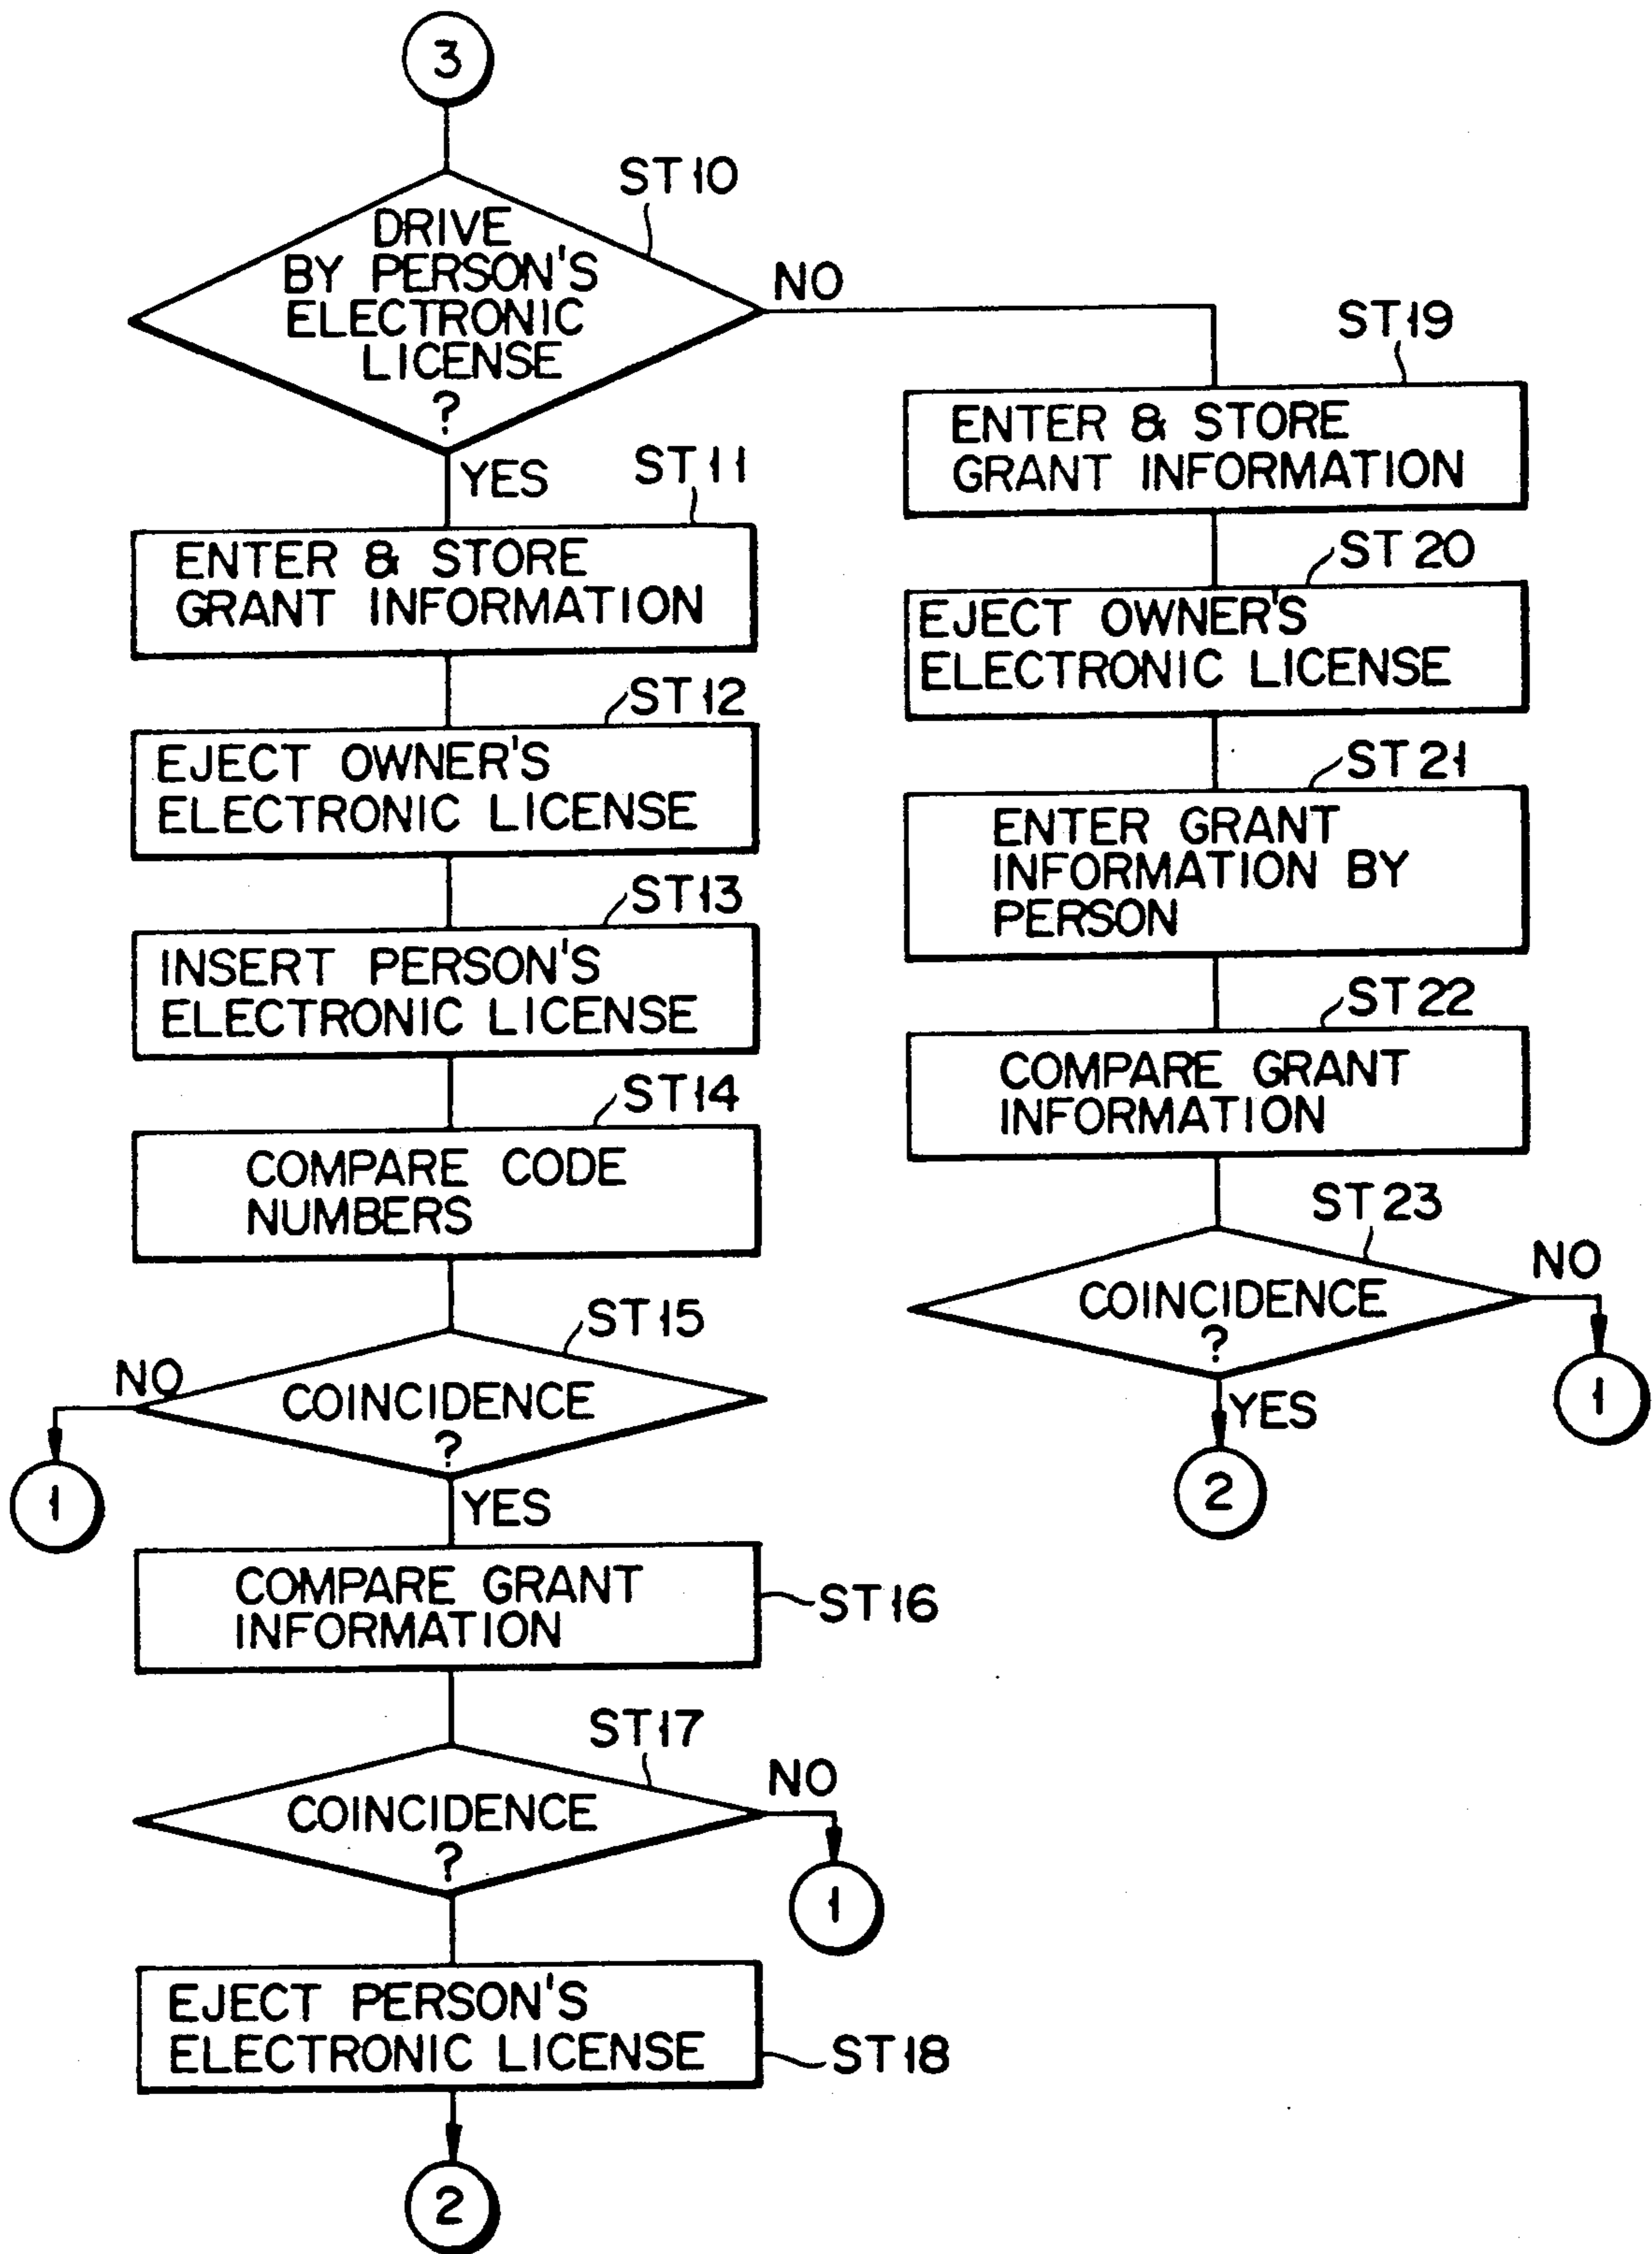 3
ST10
DRIVE
BY PERSON'S
ELECTRONIC
LICENSE
?
NO
YES
ST11
ENTER & STORE
GRANT INFORMATION
ST12
EJECT OWNER'S
ELECTRONIC LICENSE
ST13
INSERT PERSON'S
ELECTRONIC LICENSE
ST14
COMPARE CODE
NUMBERS
ST15
COINCIDENCE
?
NO
1
YES
COMPARE GRANT
INFORMATION
ST16
ST17
COINCIDENCE
?
NO
1
EJECT PERSON'S
ELECTRONIC LICENSE
ST18
2
ST19
ENTER & STORE
GRANT INFORMATION
ST20
EJECT OWNER'S
ELECTRONIC LICENSE
ST21
ENTER GRANT
INFORMATION BY
PERSON
ST22
COMPARE GRANT
INFORMATION
ST23
COINCIDENCE
?
NO
1
YES
2